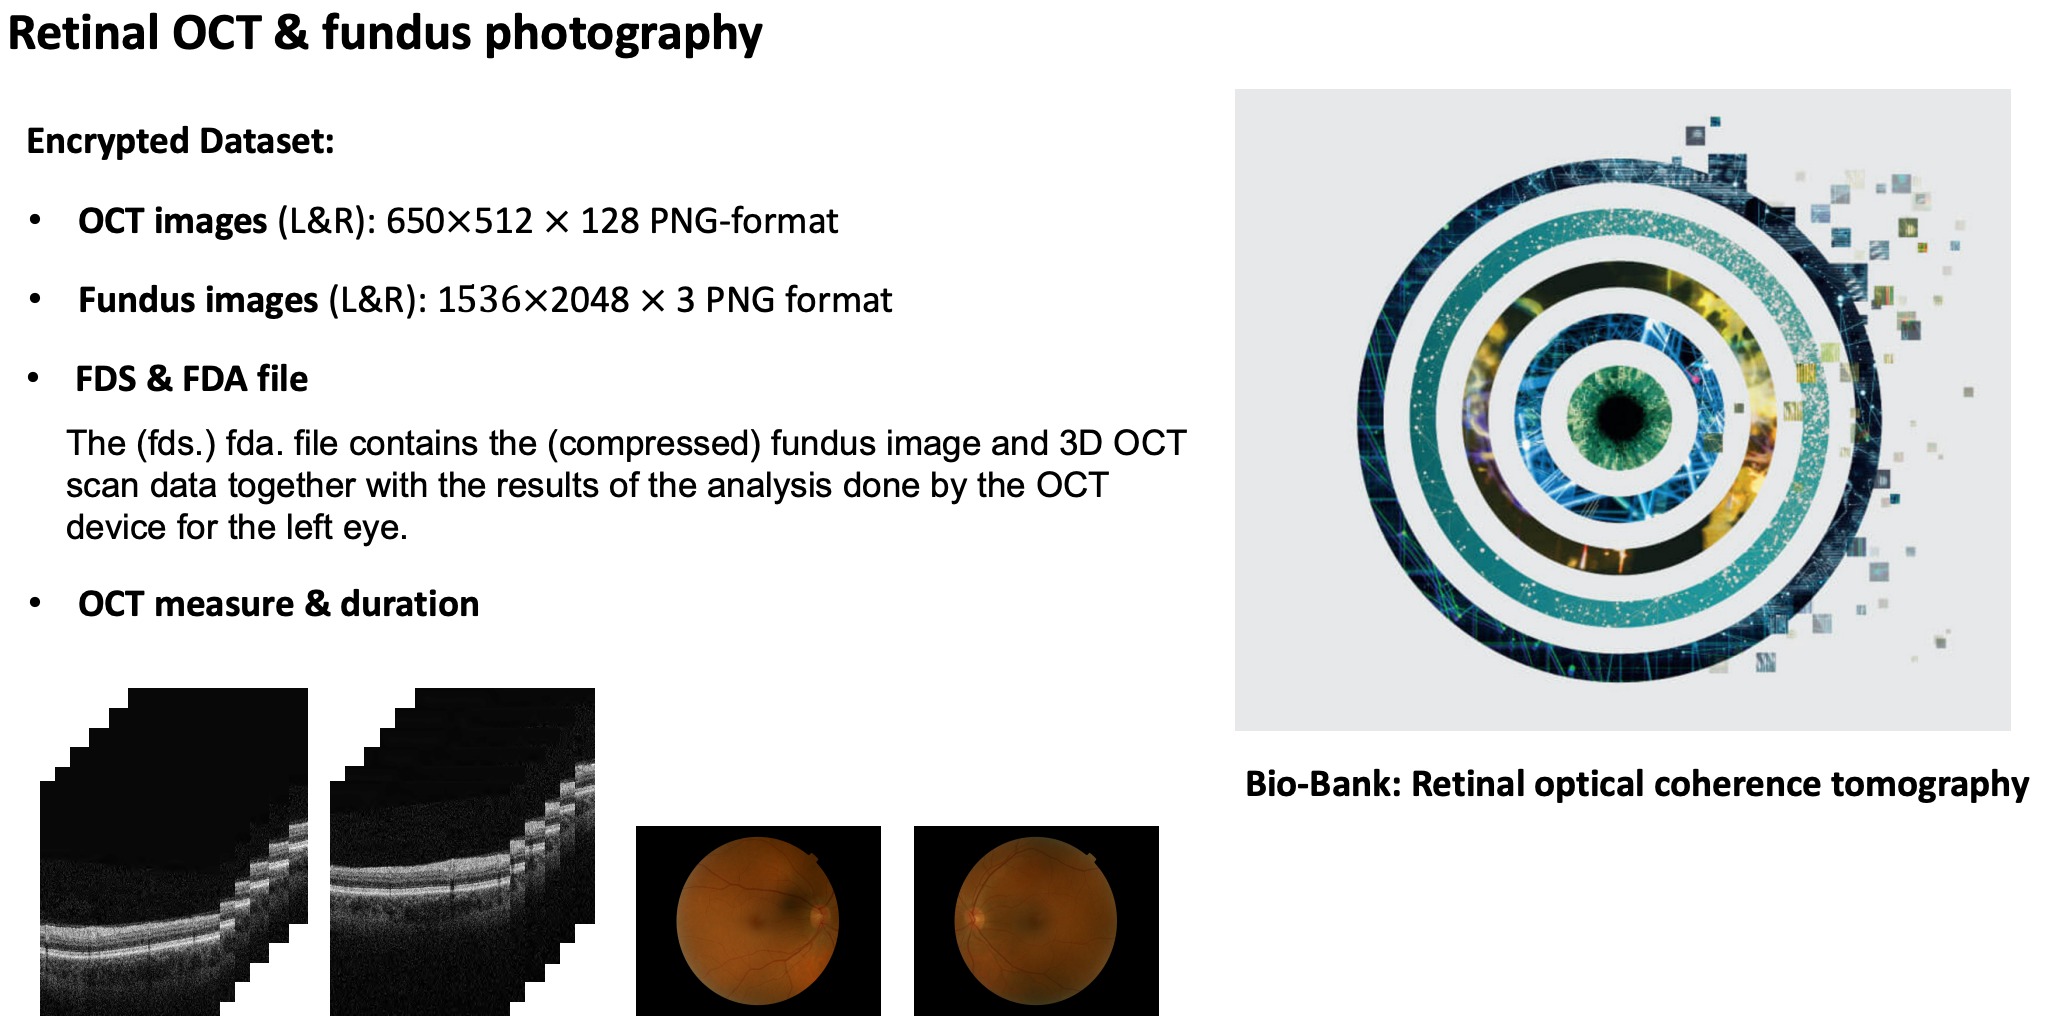 Retinal OCT & fundus photography
Encrypted Dataset:
• OCT images (L&R): 650×512 × 128 PNG-format
• Fundus images (L&R): 1536×2048 × 3 PNG format
• FDS & FDA file
The (fds.) fda. file contains the (compressed) fundus image and 3D OCT
scan data together with the results of the analysis done by the OCT
device for the left eye.
• OCT measure & duration
Bio-Bank: Retinal optical coherence tomography